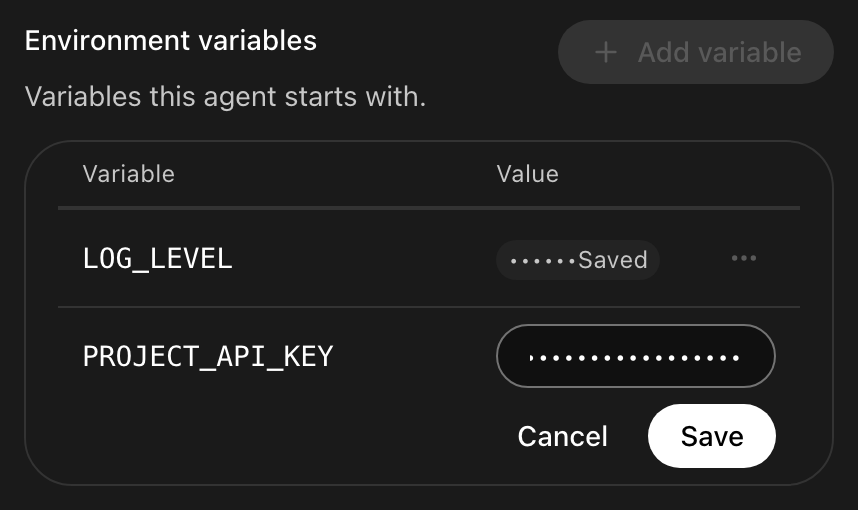 Environment variables
+ Add variable
Variables this agent starts with.
Variable Value
LOG_LEVEL ••••••Saved •••
PROJECT_API_KEY •••••••••••••••••
Cancel Save